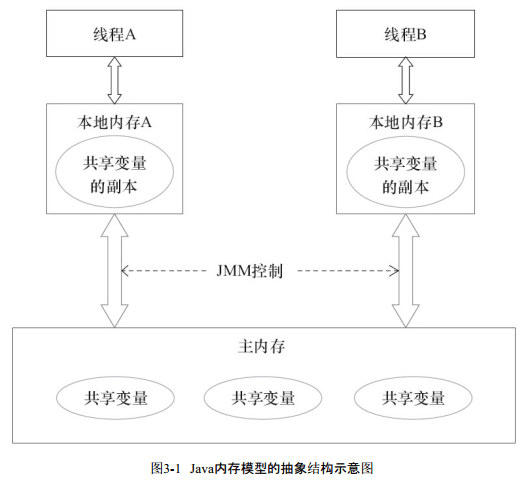 线程A
线程B
本地内存A
本地内存B
共享变量
的副本
共享变量
的副本
JMM控制
主内存
共享变量
共享变量
共享变量
图3-1 Java内存模型的抽象结构示意图